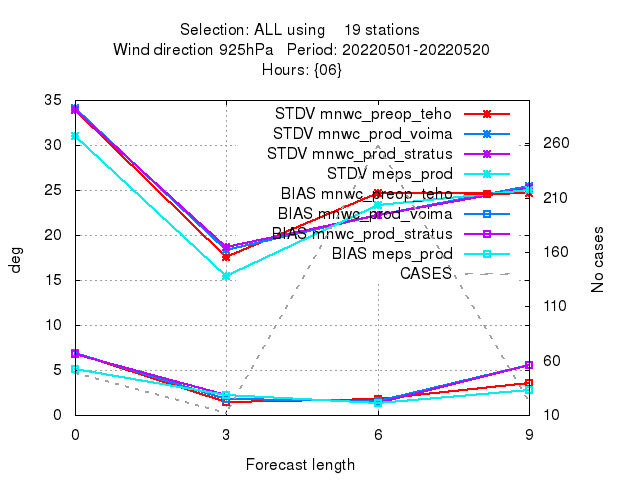 Selection: ALL using 19 stations
Wind direction 925hPa Period: 20220501-20220520
Hours: {06}
35
30
25
20
15
10
5
0
deg
STDV mnwc_preop_teho
STDV mnwc_prod_voima
STDV mnwc_prod_stratus
STDV meps_prod
BIAS mnwc_preop_teho
BIAS mnwc_prod_voima
BIAS mnwc_prod_stratus
BIAS meps_prod
CASES
260
210
160
110
60
10
No cases
0 3 6 9
Forecast length